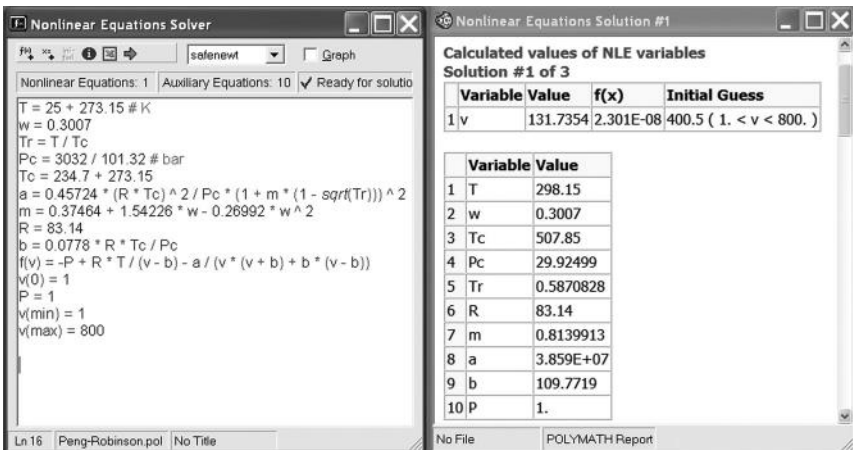 Nonlinear Equations Solver
safenewt
Graph
Nonlinear Equations: 1 Auxiliary Equations: 10 Ready for solutio
T = 25 + 273.15 # K
w = 0.3007
Tr = T / Tc
Pc = 3032 / 101.32 # bar
Tc = 234.7 + 273.15
a = 0.45724 * (R * Tc) ^ 2 / Pc * (1 + m * (1 - sqrt(Tr))) ^ 2
m = 0.37464 + 1.54226 * w - 0.26992 * w ^ 2
R = 83.14
b = 0.0778 * R * Tc / Pc
f(v) = -P + R * T / (v - b) - a / (v * (v + b) + b * (v - b))
v(0) = 1
P = 1
v(min) = 1
v(max) = 800
Ln 16 Peng-Robinson.pol No Title
Nonlinear Equations Solution #1
Calculated values of NLE variables
Solution #1 of 3
Variable Value f(x) Initial Guess
1 v 131.7354 2.301E-08 400.5 ( 1. < v < 800. )
Variable Value
1 T 298.15
2 w 0.3007
3 Tc 507.85
4 Pc 29.92499
5 Tr 0.5870828
6 R 83.14
7 m 0.8139913
8 a 3.859E+07
9 b 109.7719
10 P 1.
No File POLYMATH Report